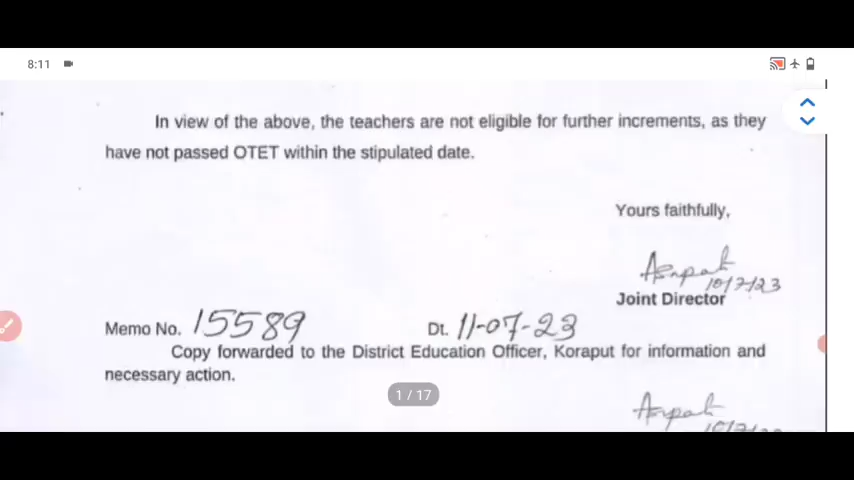 8:11
In view of the above, the teachers are not eligible for further increments, as they
have not passed OTET within the stipulated date.
Yours faithfully,
10/7/23
Joint Director
Memo No. 15589 Dt. 11-07-23
Copy forwarded to the District Education Officer, Koraput for information and
necessary action.
1 / 17